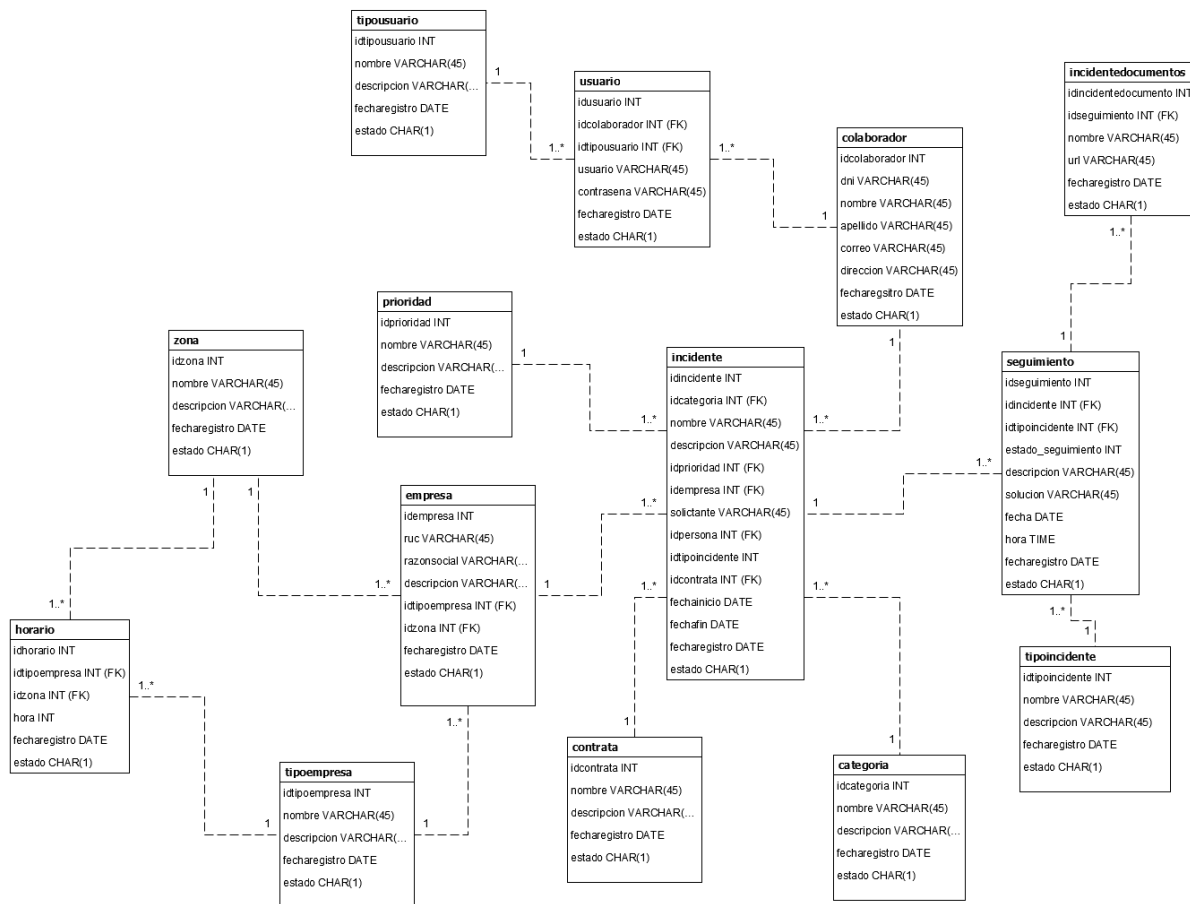 tipousuario
idtipousuario INT
nombre VARCHAR(45)
descripcion VARCHAR(...
fecharegistro DATE
estado CHAR(1)
1
1..*
usuario
idusuario INT
idcolaborador INT (FK)
idtipousuario INT (FK)
usuario VARCHAR(45)
contrasena VARCHAR(45)
fecharegistro DATE
estado CHAR(1)
1..*
1
colaborador
idcolaborador INT
dni VARCHAR(45)
nombre VARCHAR(45)
apellido VARCHAR(45)
correo VARCHAR(45)
direccion VARCHAR(45)
fecharegsitro DATE
estado CHAR(1)
1
1..*
incidentedocumentos
idincidentedocumento INT
idseguimiento INT (FK)
nombre VARCHAR(45)
url VARCHAR(45)
fecharegistro DATE
estado CHAR(1)
1..*
1
prioridad
idprioridad INT
nombre VARCHAR(45)
descripcion VARCHAR(...
fecharegistro DATE
estado CHAR(1)
1
1..*
zona
idzona INT
nombre VARCHAR(45)
descripcion VARCHAR(...
fecharegistro DATE
estado CHAR(1)
1
1
1..*
1..*
incidente
idincidente INT
idcategoria INT (FK)
nombre VARCHAR(45)
descripcion VARCHAR(45)
idprioridad INT (FK)
idempresa INT (FK)
solictante VARCHAR(45)
idpersona INT (FK)
idtipoincidente INT
idcontrata INT (FK)
fechainicio DATE
fechafin DATE
fecharegistro DATE
estado CHAR(1)
1
1..*
seguimiento
idseguimiento INT
idincidente INT (FK)
idtipoincidente INT (FK)
estado_seguimiento INT
descripcion VARCHAR(45)
solucion VARCHAR(45)
fecha DATE
hora TIME
fecharegistro DATE
estado CHAR(1)
1..*
1
empresa
idempresa INT
ruc VARCHAR(45)
razonsocial VARCHAR(...
descripcion VARCHAR(...
idtipoempresa INT (FK)
idzona INT (FK)
fecharegistro DATE
estado CHAR(1)
1
1..*
1..*
1
horario
idhorario INT
idtipoempresa INT (FK)
idzona INT (FK)
hora INT
fecharegistro DATE
estado CHAR(1)
1..*
1
tipoempresa
idtipoempresa INT
nombre VARCHAR(45)
descripcion VARCHAR(...
fecharegistro DATE
estado CHAR(1)
1..*
1
contrata
idcontrata INT
nombre VARCHAR(45)
descripcion VARCHAR(...
fecharegistro DATE
estado CHAR(1)
1..*
1
categoria
idcategoria INT
nombre VARCHAR(45)
descripcion VARCHAR(...
fecharegistro DATE
estado CHAR(1)
tipoincidente
idtipoincidente INT
nombre VARCHAR(45)
descripcion VARCHAR(45)
fecharegistro DATE
estado CHAR(1)